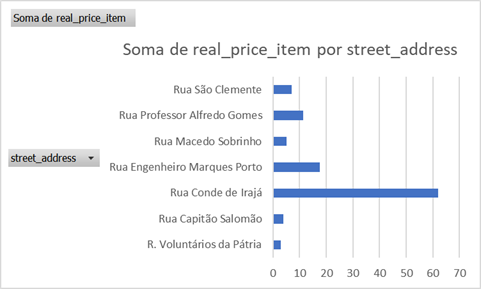 Soma de real_price_item
Soma de real_price_item por street_address
street_address
Rua São Clemente
Rua Professor Alfredo Gomes
Rua Macedo Sobrinho
Rua Engenheiro Marques Porto
Rua Conde de Irajá
Rua Capitão Salomão
R. Voluntários da Pátria
0 10 20 30 40 50 60 70